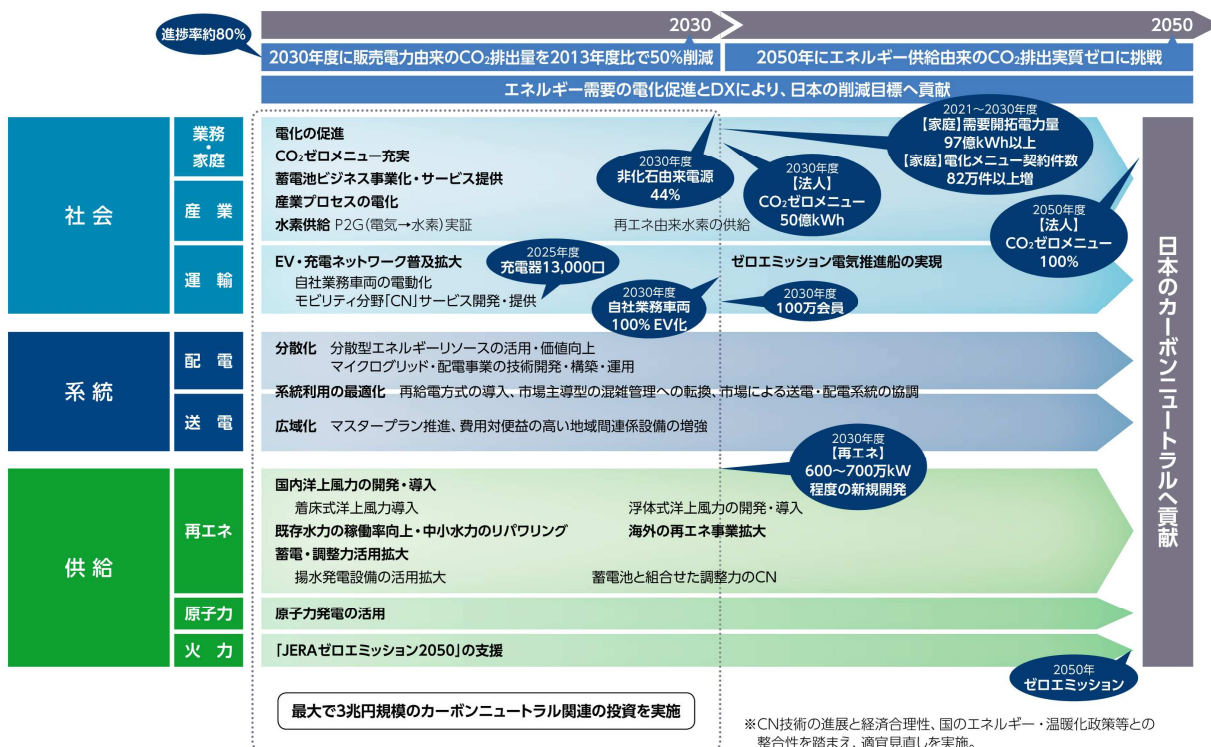 2030
2050
進捗率約80%
2030年度に販売電力由来のCO₂排出量を2013年度比で50%削減
2050年にエネルギー供給由来のCO₂排出実質ゼロに挑戦
エネルギー需要の電化促進とDXにより、日本の削減目標へ貢献
社会
業務・家庭
産業
運輸
電化の促進
CO₂ゼロメニュー充実
蓄電池ビジネス事業化・サービス提供
産業プロセスの電化
水素供給 P2G(電気→水素)実証
再エネ由来水素の供給
2030年度
非化石由来電源
44%
2030年度
【法人】
CO₂ゼロメニュー
50億kWh
2021〜2030年度
【家庭】需要開拓電力量
97億kWh以上
【家庭】電化メニュー契約件数
82万件以上増
2050年度
【法人】
CO₂ゼロメニュー
100%
EV・充電ネットワーク普及拡大
自社業務車両の電動化
モビリティ分野「CN」サービス開発・提供
2025年度
充電器13,000口
ゼロエミッション電気推進船の実現
2030年度
自社業務車両
100% EV化
2030年度
100万会員
系統
配電
送電
分散化 分散型エネルギーリソースの活用・価値向上
マイクログリッド・配電事業の技術開発・構築・運用
系統利用の最適化 再給電方式の導入、市場主導型の混雑管理への転換、市場による送電・配電系統の協調
広域化 マスタープラン推進、費用対便益の高い地域間連係設備の増強
2030年度
【再エネ】
600〜700万kW
程度の新規開発
供給
再エネ
原子力
火力
国内洋上風力の開発・導入
着床式洋上風力導入
浮体式洋上風力の開発・導入
既存水力の稼働率向上・中小水力のリパワリング
海外の再エネ事業拡大
蓄電・調整力活用拡大
揚水発電設備の活用拡大
蓄電池と組合せた調整力のCN
原子力発電の活用
「JERAゼロエミッション2050」の支援
2050年
ゼロエミッション
日本のカーボンニュートラルへ貢献
最大で3兆円規模のカーボンニュートラル関連の投資を実施
※CN技術の進展と経済合理性、国のエネルギー・温暖化政策等との
整合性を踏まえ、適宜見直しを実施。